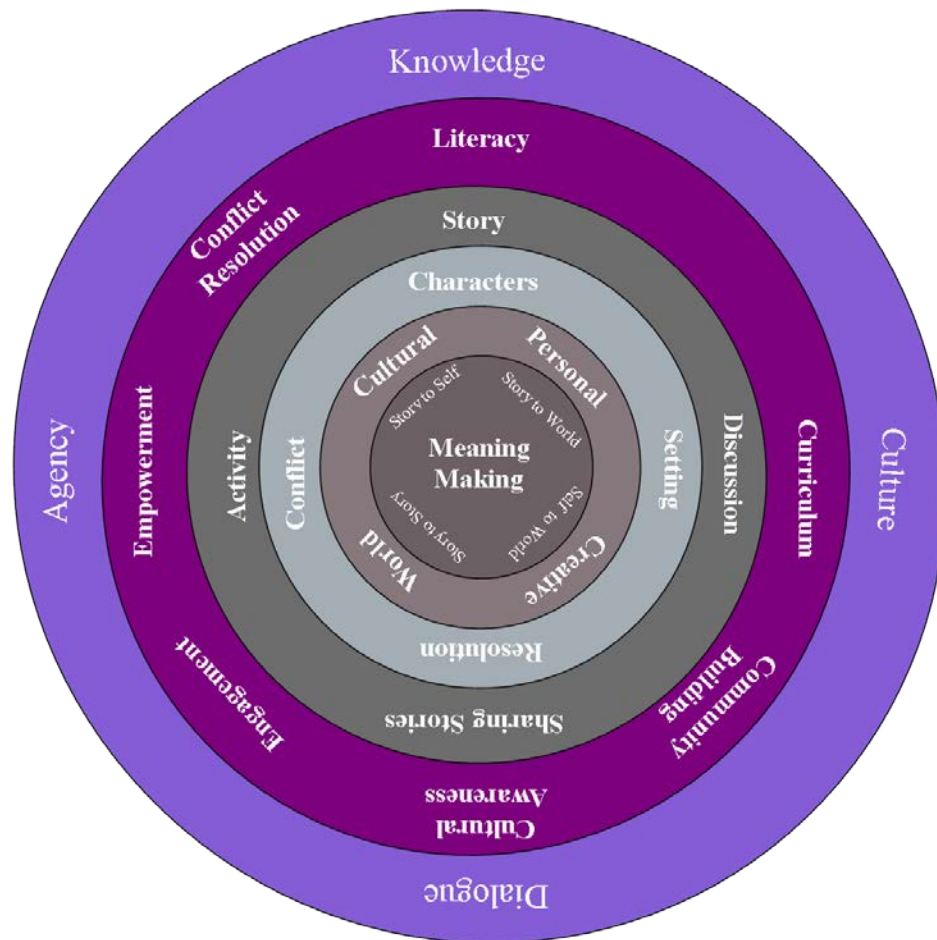 Knowledge
Literacy
Conflict
Resolution
Story
Characters
Cultural
Personal
Story to Self
Story to World
Meaning
Making
Story to Story
Self to World
World
Creative
Conflict
Setting
Activity
Discussion
Empowerment
Curriculum
Agency
Culture
Resolution
Sharing Stories
Engagement
Community
Building
Cultural
Awareness
Dialogue